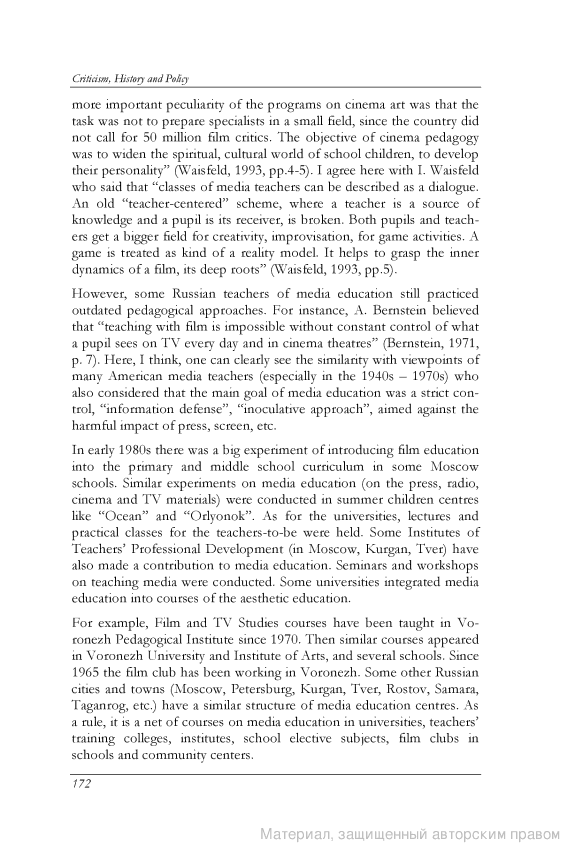 Criticism, History and Policy
more important peculiarity of the programs on cinema art was that the
task was not to prepare specialists in a small field, since the country did
not call for 50 million film critics. The objective of cinema pedagogy
was to widen the spiritual, cultural world of school children, to develop
their personality” (Waisfeld, 1993, pp.4-5). I agree here with I. Waisfeld
who said that “classes of media teachers can be described as a dialogue.
An old “teacher-centered” scheme, where a teacher is a source of
knowledge and a pupil is its receiver, is broken. Both pupils and teach-
ers get a bigger field for creativity, improvisation, for game activities. A
game is treated as kind of a reality model. It helps to grasp the inner
dynamics of a film, its deep roots” (Waisfeld, 1993, pp.5).
However, some Russian teachers of media education still practiced
outdated pedagogical approaches. For instance, A. Bernstein believed
that “teaching with film is impossible without constant control of what
a pupil sees on TV every day and in cinema theatres” (Bernstein, 1971,
p. 7). Here, I think, one can clearly see the similarity with viewpoints of
many American media teachers (especially in the 1940s – 1970s) who
also considered that the main goal of media education was a strict con-
trol, “information defense”, “inoculative approach”, aimed against the
harmful impact of press, screen, etc.
In early 1980s there was a big experiment of introducing film education
into the primary and middle school curriculum in some Moscow
schools. Similar experiments on media education (on the press, radio,
cinema and TV materials) were conducted in summer children centres
like “Ocean” and “Orlyonok”. As for the universities, lectures and
practical classes for the teachers-to-be were held. Some Institutes of
Teachers’ Professional Development (in Moscow, Kurgan, Tver) have
also made a contribution to media education. Seminars and workshops
on teaching media were conducted. Some universities integrated media
education into courses of the aesthetic education.
For example, Film and TV Studies courses have been taught in Vo-
ronezh Pedagogical Institute since 1970. Then similar courses appeared
in Voronezh University and Institute of Arts, and several schools. Since
1965 the film club has been working in Voronezh. Some other Russian
cities and towns (Moscow, Petersburg, Kurgan, Tver, Rostov, Samara,
Taganrog, etc.) have a similar structure of media education centres. As
a rule, it is a net of courses on media education in universities, teachers’
training colleges, institutes, school elective subjects, film clubs in
schools and community centers.
172
Материал, защищенный авторским правом